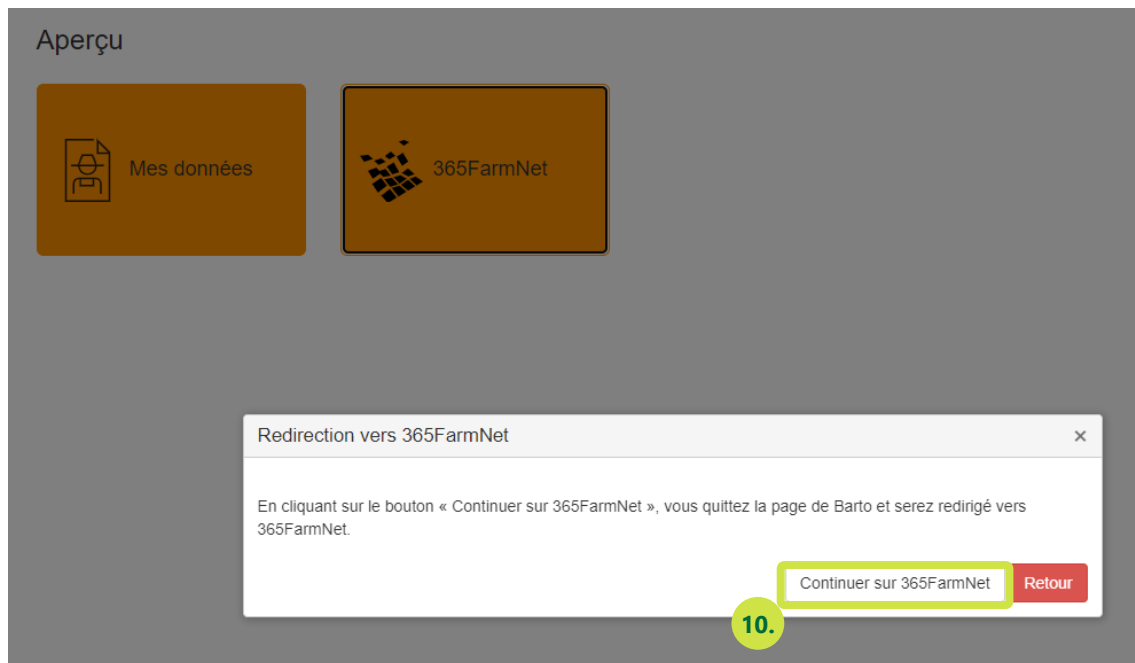 Aperçu
Mes données
365FarmNet
Redirection vers 365FarmNet
×
En cliquant sur le bouton « Continuer sur 365FarmNet », vous quittez la page de Barto et serez redirigé vers
365FarmNet.
Continuer sur 365FarmNet
Retour
10.